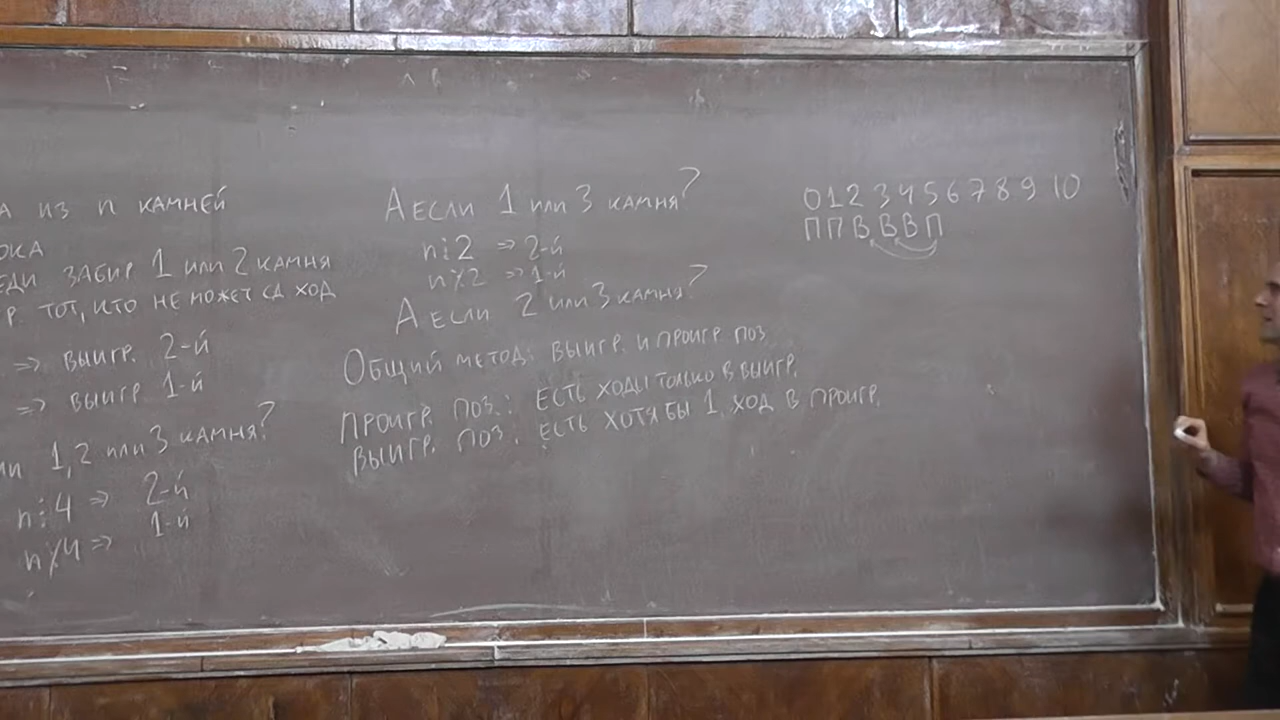 А ИЗ n КАМНЕЙ
ОКА
ЕДИ ЗАБИР 1 ИЛИ 2 КАМНЯ
Р. ТОТ, КТО НЕ МОЖЕТ СД ХОД
=> ВЫИГР. 2-Й
=> ВЫИГР 1-Й
ЛИ 1, 2 ИЛИ 3 КАМНЯ?
n⋮4 => 2-Й
n⋮̸4 => 1-Й
А ЕСЛИ 1 ИЛИ 3 КАМНЯ?
n⋮2 => 2-Й
n⋮̸2 => 1-Й
А ЕСЛИ 2 ИЛИ 3 КАМНЯ?
ОБЩИЙ МЕТОД: ВЫИГР. И ПРОИГР ПОЗ
ПРОИГР. ПОЗ.: ЕСТЬ ХОДЫ ТОЛЬКО В ВЫИГР.
ВЫИГР. ПОЗ.: ЕСТЬ ХОТЯ БЫ 1 ХОД В ПРОИГР.
0 1 2 3 4 5 6 7 8 9 10
П П В В В П